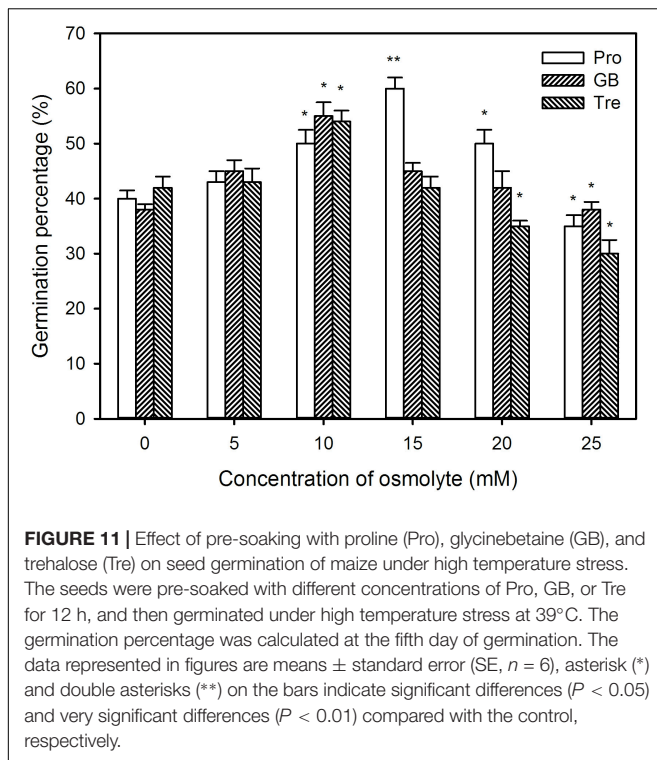 70
60
50
40
30
20
10
0
Germination percentage (%)
Pro
GB
Tre
*
*
*
**
*
*
*
*
*
0 5 10 15 20 25
Concentration of osmolyte (mM)
FIGURE 11 | Effect of pre-soaking with proline (Pro), glycinebetaine (GB), and
trehalose (Tre) on seed germination of maize under high temperature stress.
The seeds were pre-soaked with different concentrations of Pro, GB, or Tre
for 12 h, and then germinated under high temperature stress at 39°C. The
germination percentage was calculated at the fifth day of germination. The
data represented in figures are means ± standard error (SE, n = 6), asterisk (*)
and double asterisks (**) on the bars indicate significant differences (P < 0.05)
and very significant differences (P < 0.01) compared with the control,
respectively.